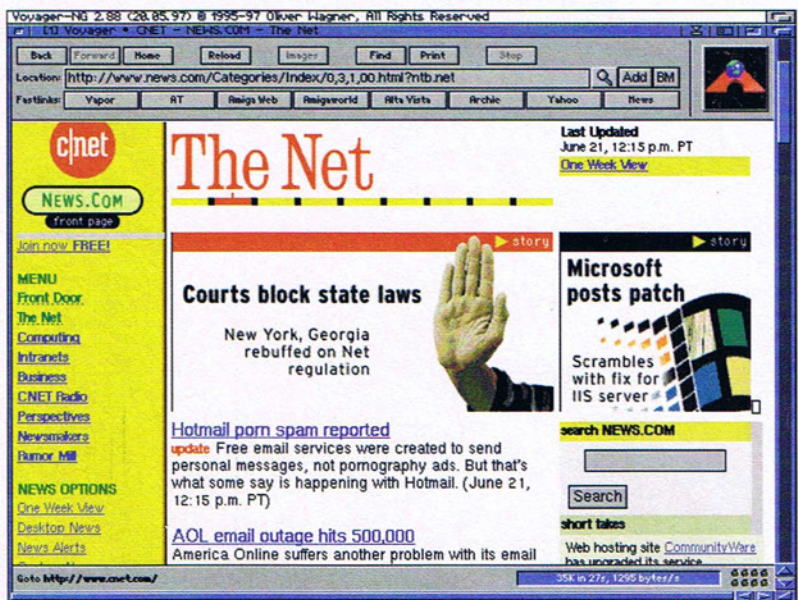 Voyager-NG 2.88 (20.05.97) © 1995-97 Oliver Wagner, All Rights Reserved
[1] Voyager • CNET - NEWS.COM - The Net
Back Forward Home Reload Images Find Print Stop
Location: http://www.news.com/Categories/Index/0,3,1,00.html?ntb.net Add BM
Fastlinks: Vapor AT Amiga Web Amigaworld Alta Vista Archie Yahoo News
c|net
NEWS.COM
front page
Join now FREE!
MENU
Front Door
The Net
Computing
Intranets
Business
CNET Radio
Perspectives
Newsmakers
Rumor Mill
NEWS OPTIONS
One Week View
Desktop News
News Alerts
The Net
Last Updated
June 21, 12:15 p.m. PT
One Week View
story
Courts block state laws
New York, Georgia
rebuffed on Net
regulation
story
Microsoft
posts patch
Scrambles
with fix for
IIS server
Hotmail porn spam reported
update Free email services were created to send
personal messages, not pornography ads. But that's
what some say is happening with Hotmail. (June 21,
12:15 p.m. PT)
AOL email outage hits 500,000
America Online suffers another problem with its email
search NEWS.COM
Search
short takes
Web hosting site CommunityWare
has upgraded its service
Goto http://www.cnet.com/
35K in 27s, 1295 bytes/s